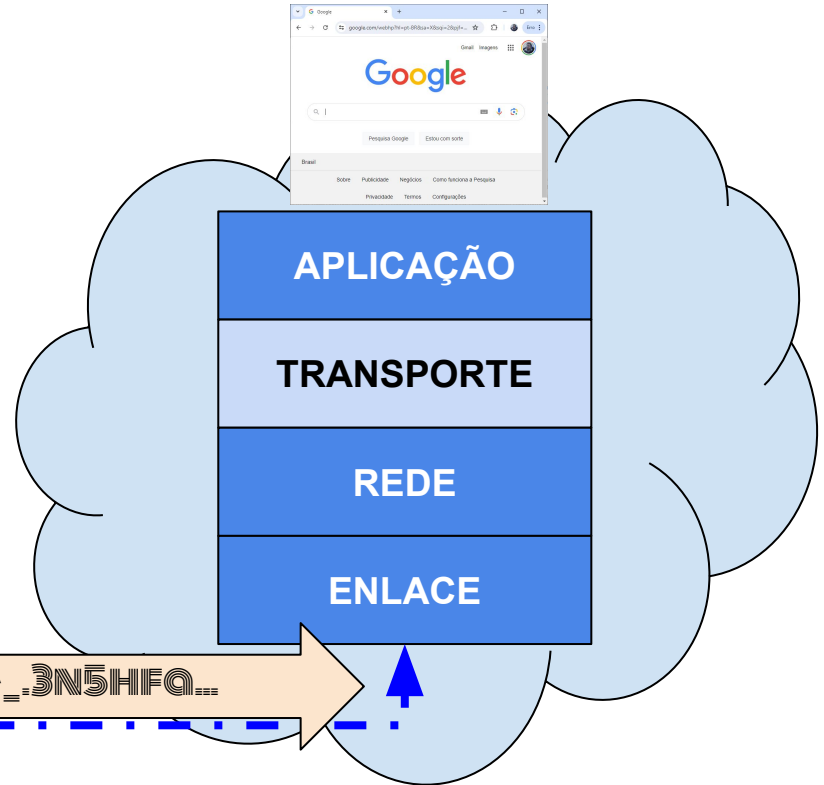 G Google
google.com/webhp?hl=pt-BR&sa=X&sqi=2&pjf=...
Gmail Imagens
Google
Pesquisa Google Estou com sorte
Brasil
Sobre Publicidade Negócios Como funciona a Pesquisa
Privacidade Termos Configurações
APLICAÇÃO
TRANSPORTE
REDE
ENLACE
_.3N5HFQ...